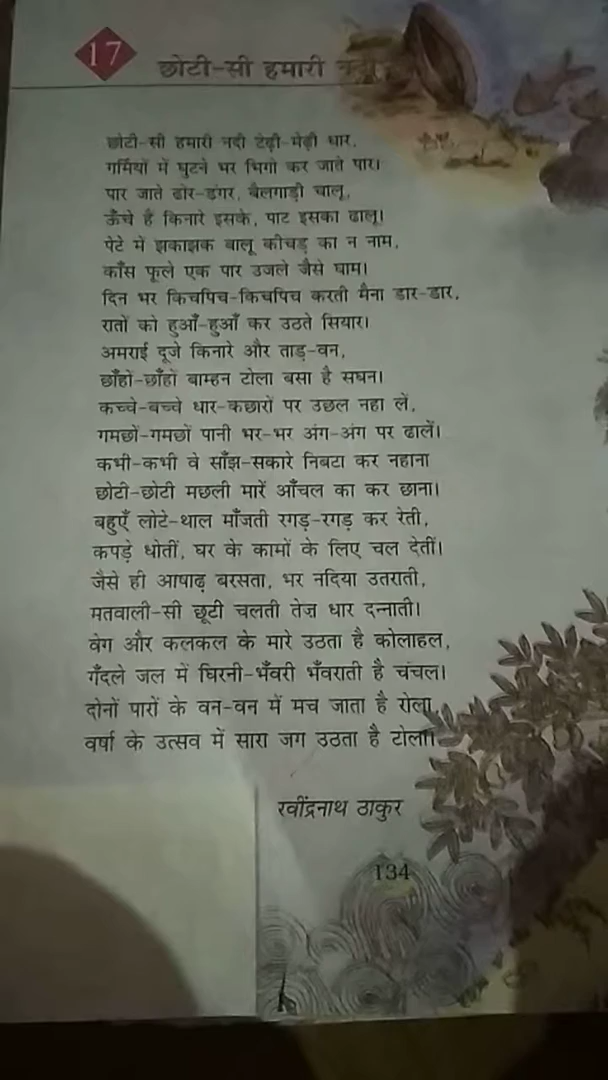 17
छोटी-सी हमारी नदी
छोटी-सी हमारी नदी टेढ़ी-मेढ़ी धार,
गर्मियों में घुटने भर भिगो कर जाते पार।
पार जाते ढोर-डंगर, बैलगाड़ी चालू,
ऊँचे हैं किनारे इसके, पाट इसका ढालू।
पेटे में झकाझक बालू कीचड़ का न नाम,
काँस फूले एक पार उजले जैसे घाम।
दिन भर किचपिच-किचपिच करती मैना डार-डार,
रातों को हुआँ-हुआँ कर उठते सियार।
अमराई दूजे किनारे और ताड़-वन,
छाँहों-छाँहों बाम्हन टोला बसा है सघन।
कच्चे-बच्चे धार-कछारों पर उछल नहा लें,
गमछों-गमछों पानी भर-भर अंग-अंग पर ढालें।
कभी-कभी वे साँझ-सकारे निबटा कर नहाना
छोटी-छोटी मछली मारें आँचल का कर छाना।
बहुएँ लोटे-थाल माँजती रगड़-रगड़ कर रेती,
कपड़े धोतीं, घर के कामों के लिए चल देतीं।
जैसे ही आषाढ़ बरसता, भर नदिया उतराती,
मतवाली-सी छूटी चलती तेज़ धार दन्नाती।
वेग और कलकल के मारे उठता है कोलाहल,
गँदले जल में घिरनी-भँवरी भँवराती है चंचल।
दोनों पारों के वन-वन में मच जाता है रोला,
वर्षा के उत्सव में सारा जग उठता है टोला।
रवींद्रनाथ ठाकुर
134